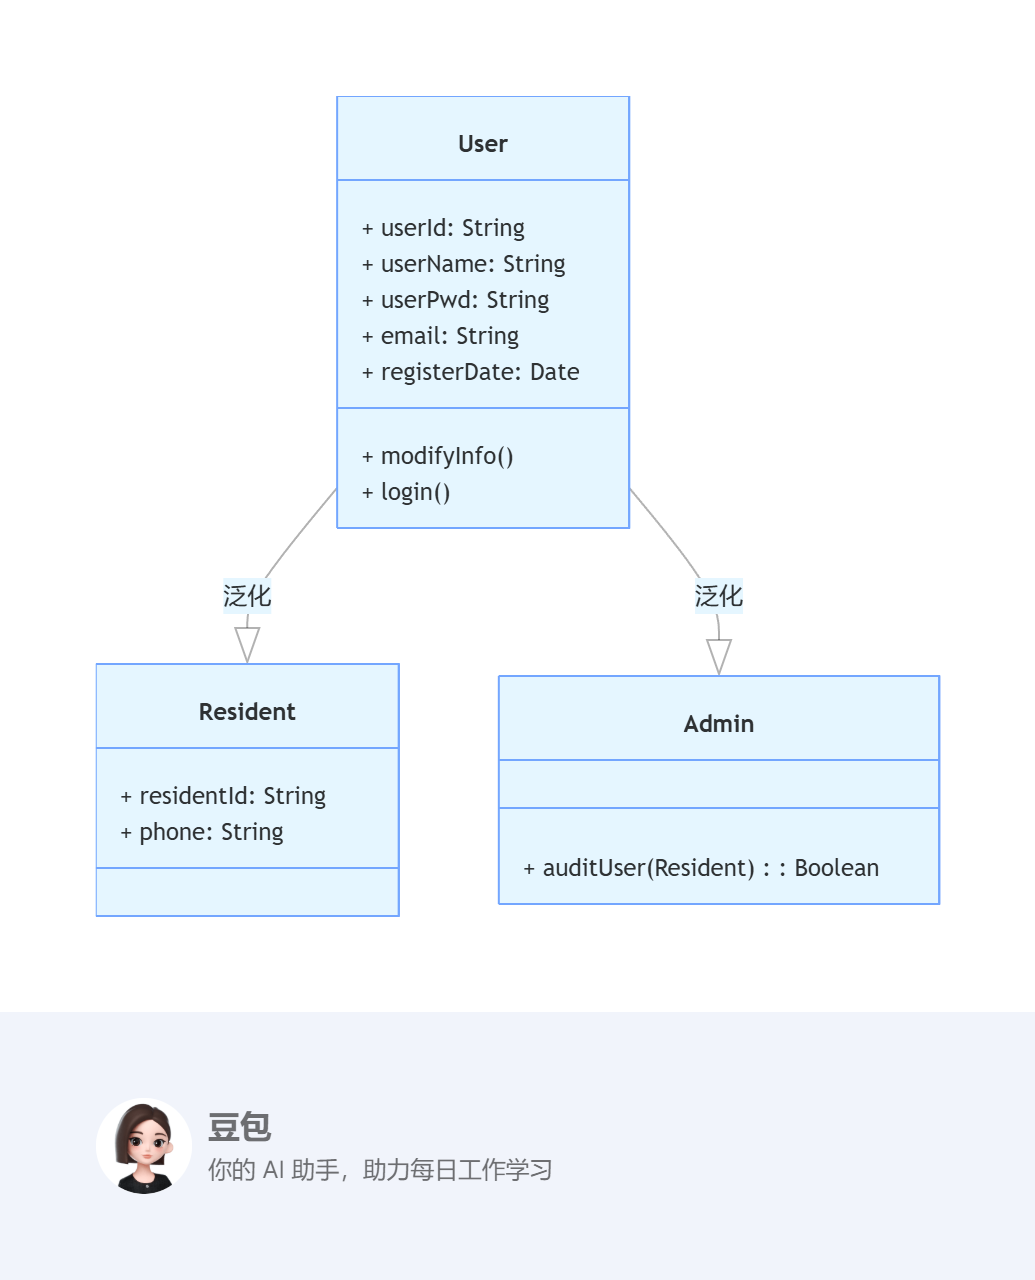 User
+ userId: String
+ userName: String
+ userPwd: String
+ email: String
+ registerDate: Date
+ modifyInfo()
+ login()
泛化
泛化
Resident
+ residentId: String
+ phone: String
Admin
+ auditUser(Resident) : : Boolean
豆包
你的 AI 助手，助力每日工作学习